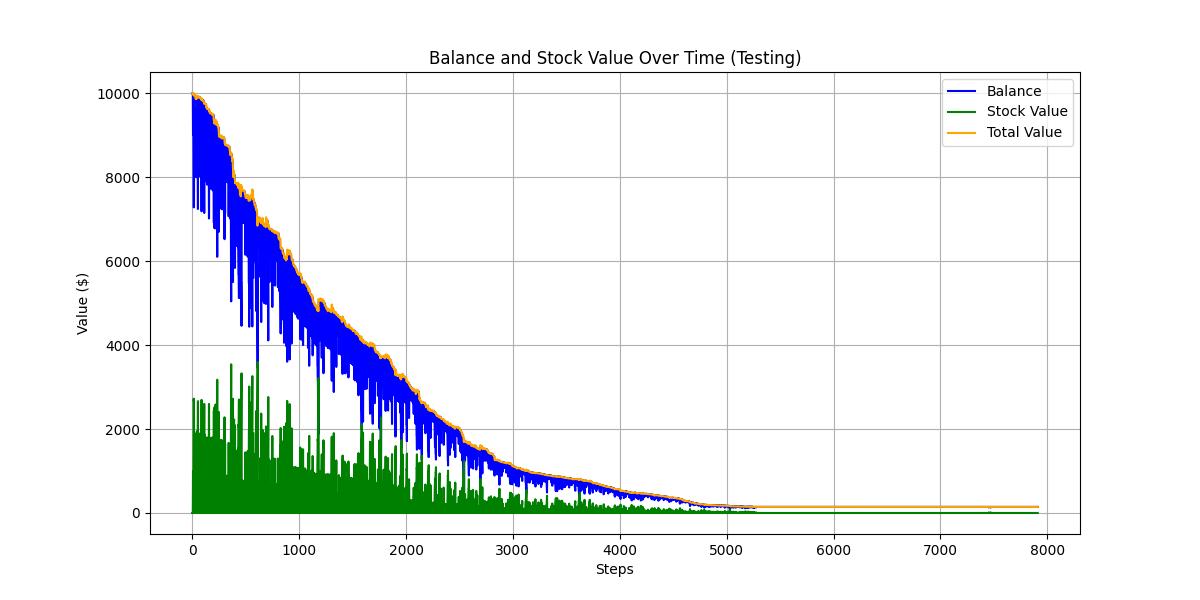 Balance and Stock Value Over Time (Testing)
Balance
Stock Value
Total Value
Value ($)
10000
8000
6000
4000
2000
0
0 1000 2000 3000 4000 5000 6000 7000 8000
Steps